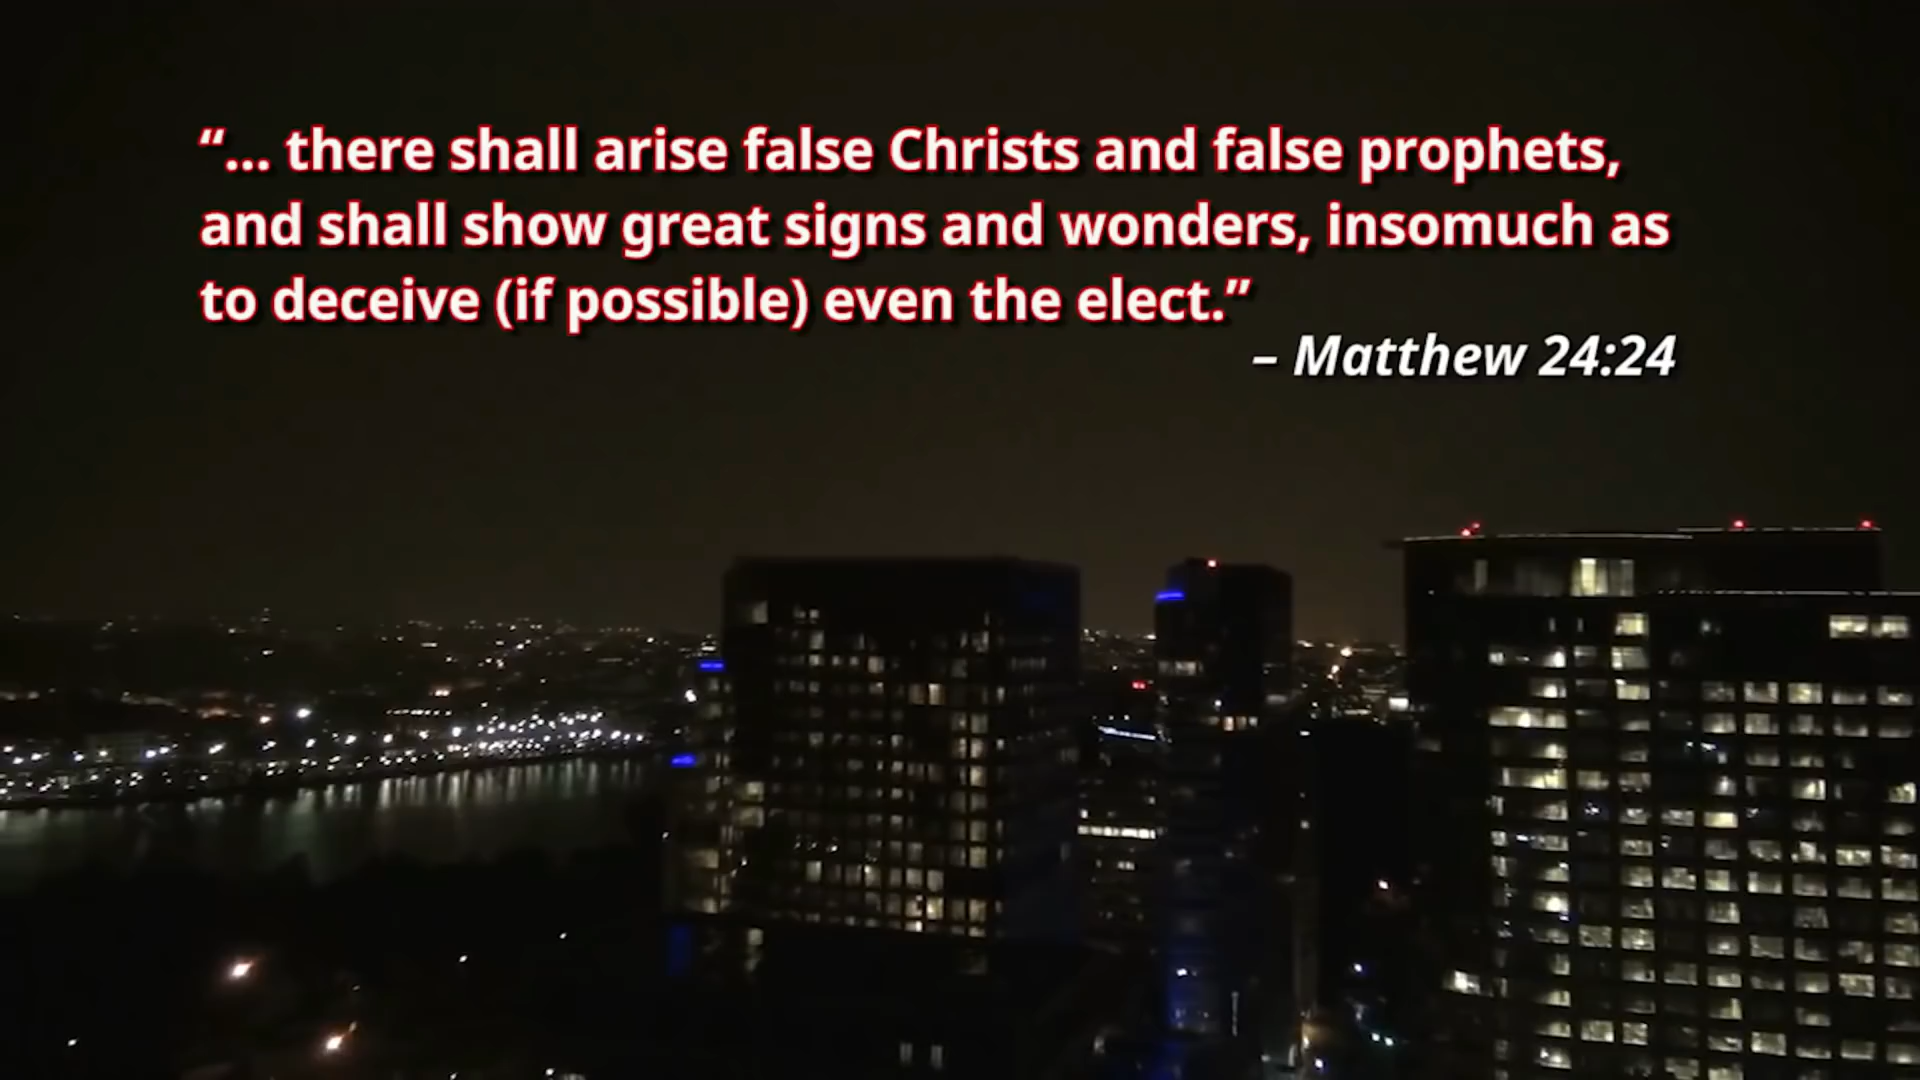 “... there shall arise false Christs and false prophets,
and shall show great signs and wonders, insomuch as
to deceive (if possible) even the elect.”
– Matthew 24:24